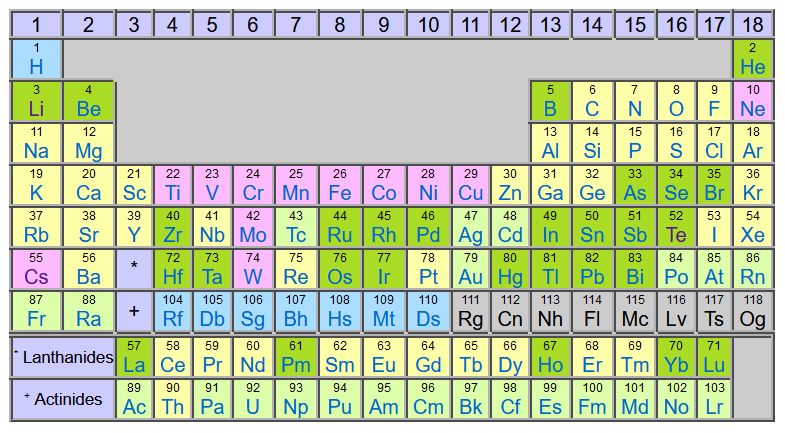 1 2 3 4 5 6 7 8 9 10 11 12 13 14 15 16 17 18
1 2
H He
3 4 5 6 7 8 9 10
Li Be B C N O F Ne
11 12 13 14 15 16 17 18
Na Mg Al Si P S Cl Ar
19 20 21 22 23 24 25 26 27 28 29 30 31 32 33 34 35 36
K Ca Sc Ti V Cr Mn Fe Co Ni Cu Zn Ga Ge As Se Br Kr
37 38 39 40 41 42 43 44 45 46 47 48 49 50 51 52 53 54
Rb Sr Y Zr Nb Mo Tc Ru Rh Pd Ag Cd In Sn Sb Te I Xe
55 56 * 72 73 74 75 76 77 78 79 80 81 82 83 84 85 86
Cs Ba Hf Ta W Re Os Ir Pt Au Hg Tl Pb Bi Po At Rn
87 88 + 104 105 106 107 108 109 110 111 112 113 114 115 116 117 118
Fr Ra Rf Db Sg Bh Hs Mt Ds Rg Cn Nh Fl Mc Lv Ts Og
* Lanthanides 57 58 59 60 61 62 63 64 65 66 67 68 69 70 71
La Ce Pr Nd Pm Sm Eu Gd Tb Dy Ho Er Tm Yb Lu
+ Actinides 89 90 91 92 93 94 95 96 97 98 99 100 101 102 103
Ac Th Pa U Np Pu Am Cm Bk Cf Es Fm Md No Lr